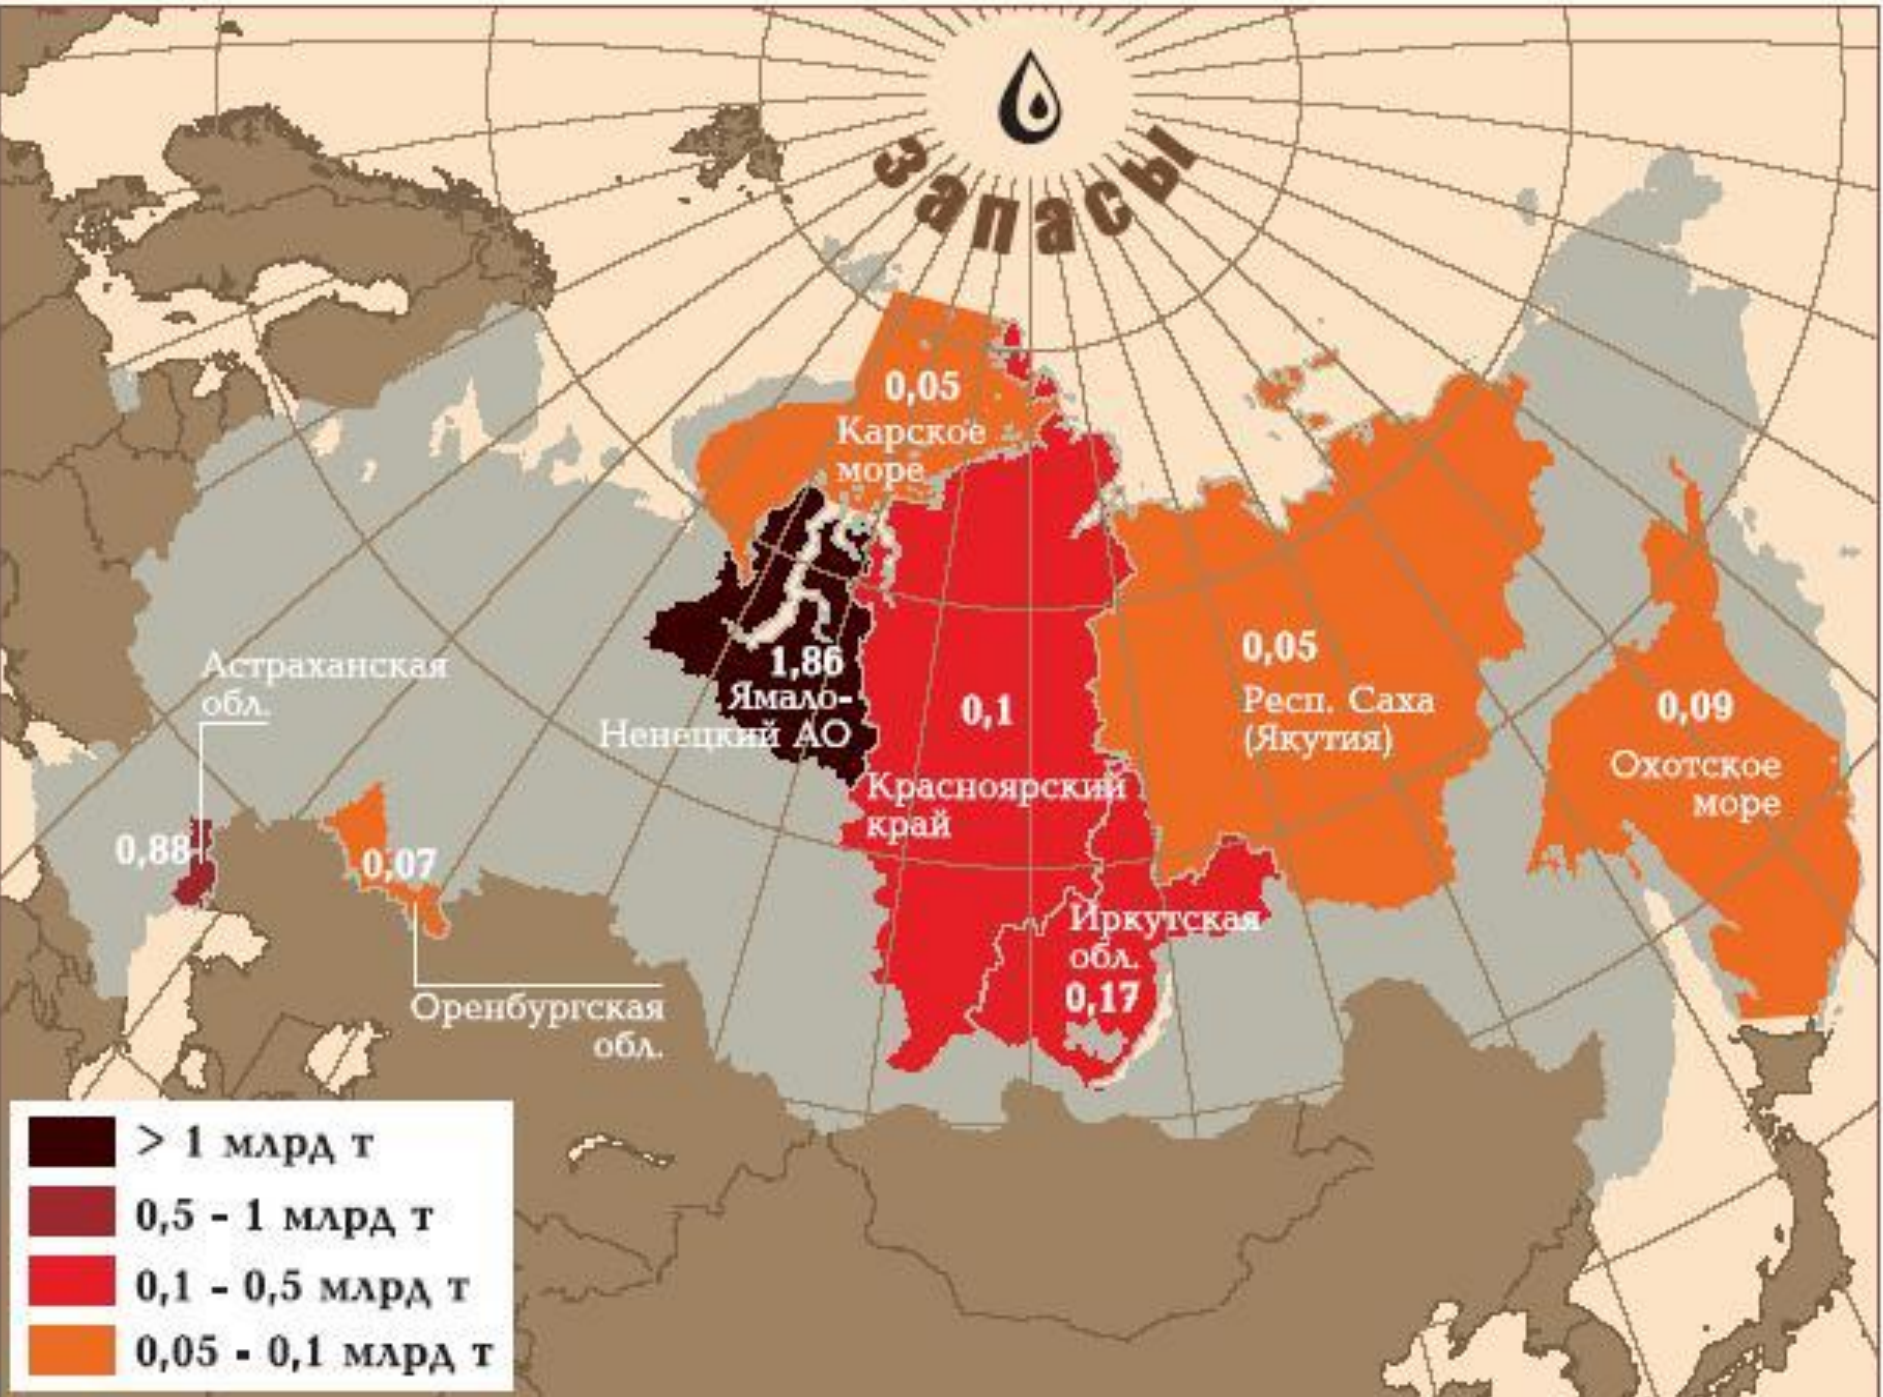 запасы
0,05
Карское
море
1,86
Ямало-
Ненецкий АО
0,1
Красноярский
край
0,05
Респ. Саха
(Якутия)
0,09
Охотское
море
Астраханская
обл.
0,88
0,07
Оренбургская
обл.
Иркутская
обл.
0,17
> 1 млрд т
0,5 - 1 млрд т
0,1 - 0,5 млрд т
0,05 - 0,1 млрд т